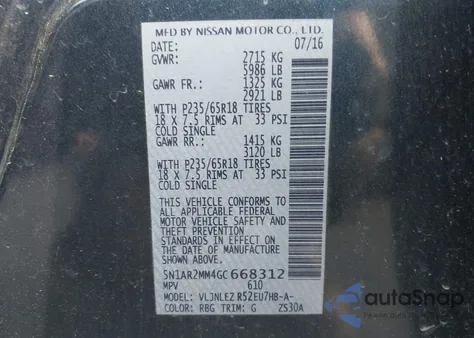 MFD BY NISSAN MOTOR CO., LTD.
DATE: 07/16
GVWR: 2715 KG
5986 LB
GAWR FR.: 1325 KG
2921 LB
WITH P235/65R18 TIRES
18 X 7.5 RIMS AT 33 PSI
COLD SINGLE
GAWR RR.: 1415 KG
3120 LB
WITH P235/65R18 TIRES
18 X 7.5 RIMS AT 33 PSI
COLD SINGLE
THIS VEHICLE CONFORMS TO
ALL APPLICABLE FEDERAL
MOTOR VEHICLE SAFETY AND
THEFT PREVENTION
STANDARDS IN EFFECT ON
THE DATE OF MANUFACTURE
SHOWN ABOVE.
5N1AR2MM4GC668312
MPV 610
MODEL: VLJNLEZ R52EU7HB-A-
COLOR: RBG TRIM: G ZS30A
autoSnap